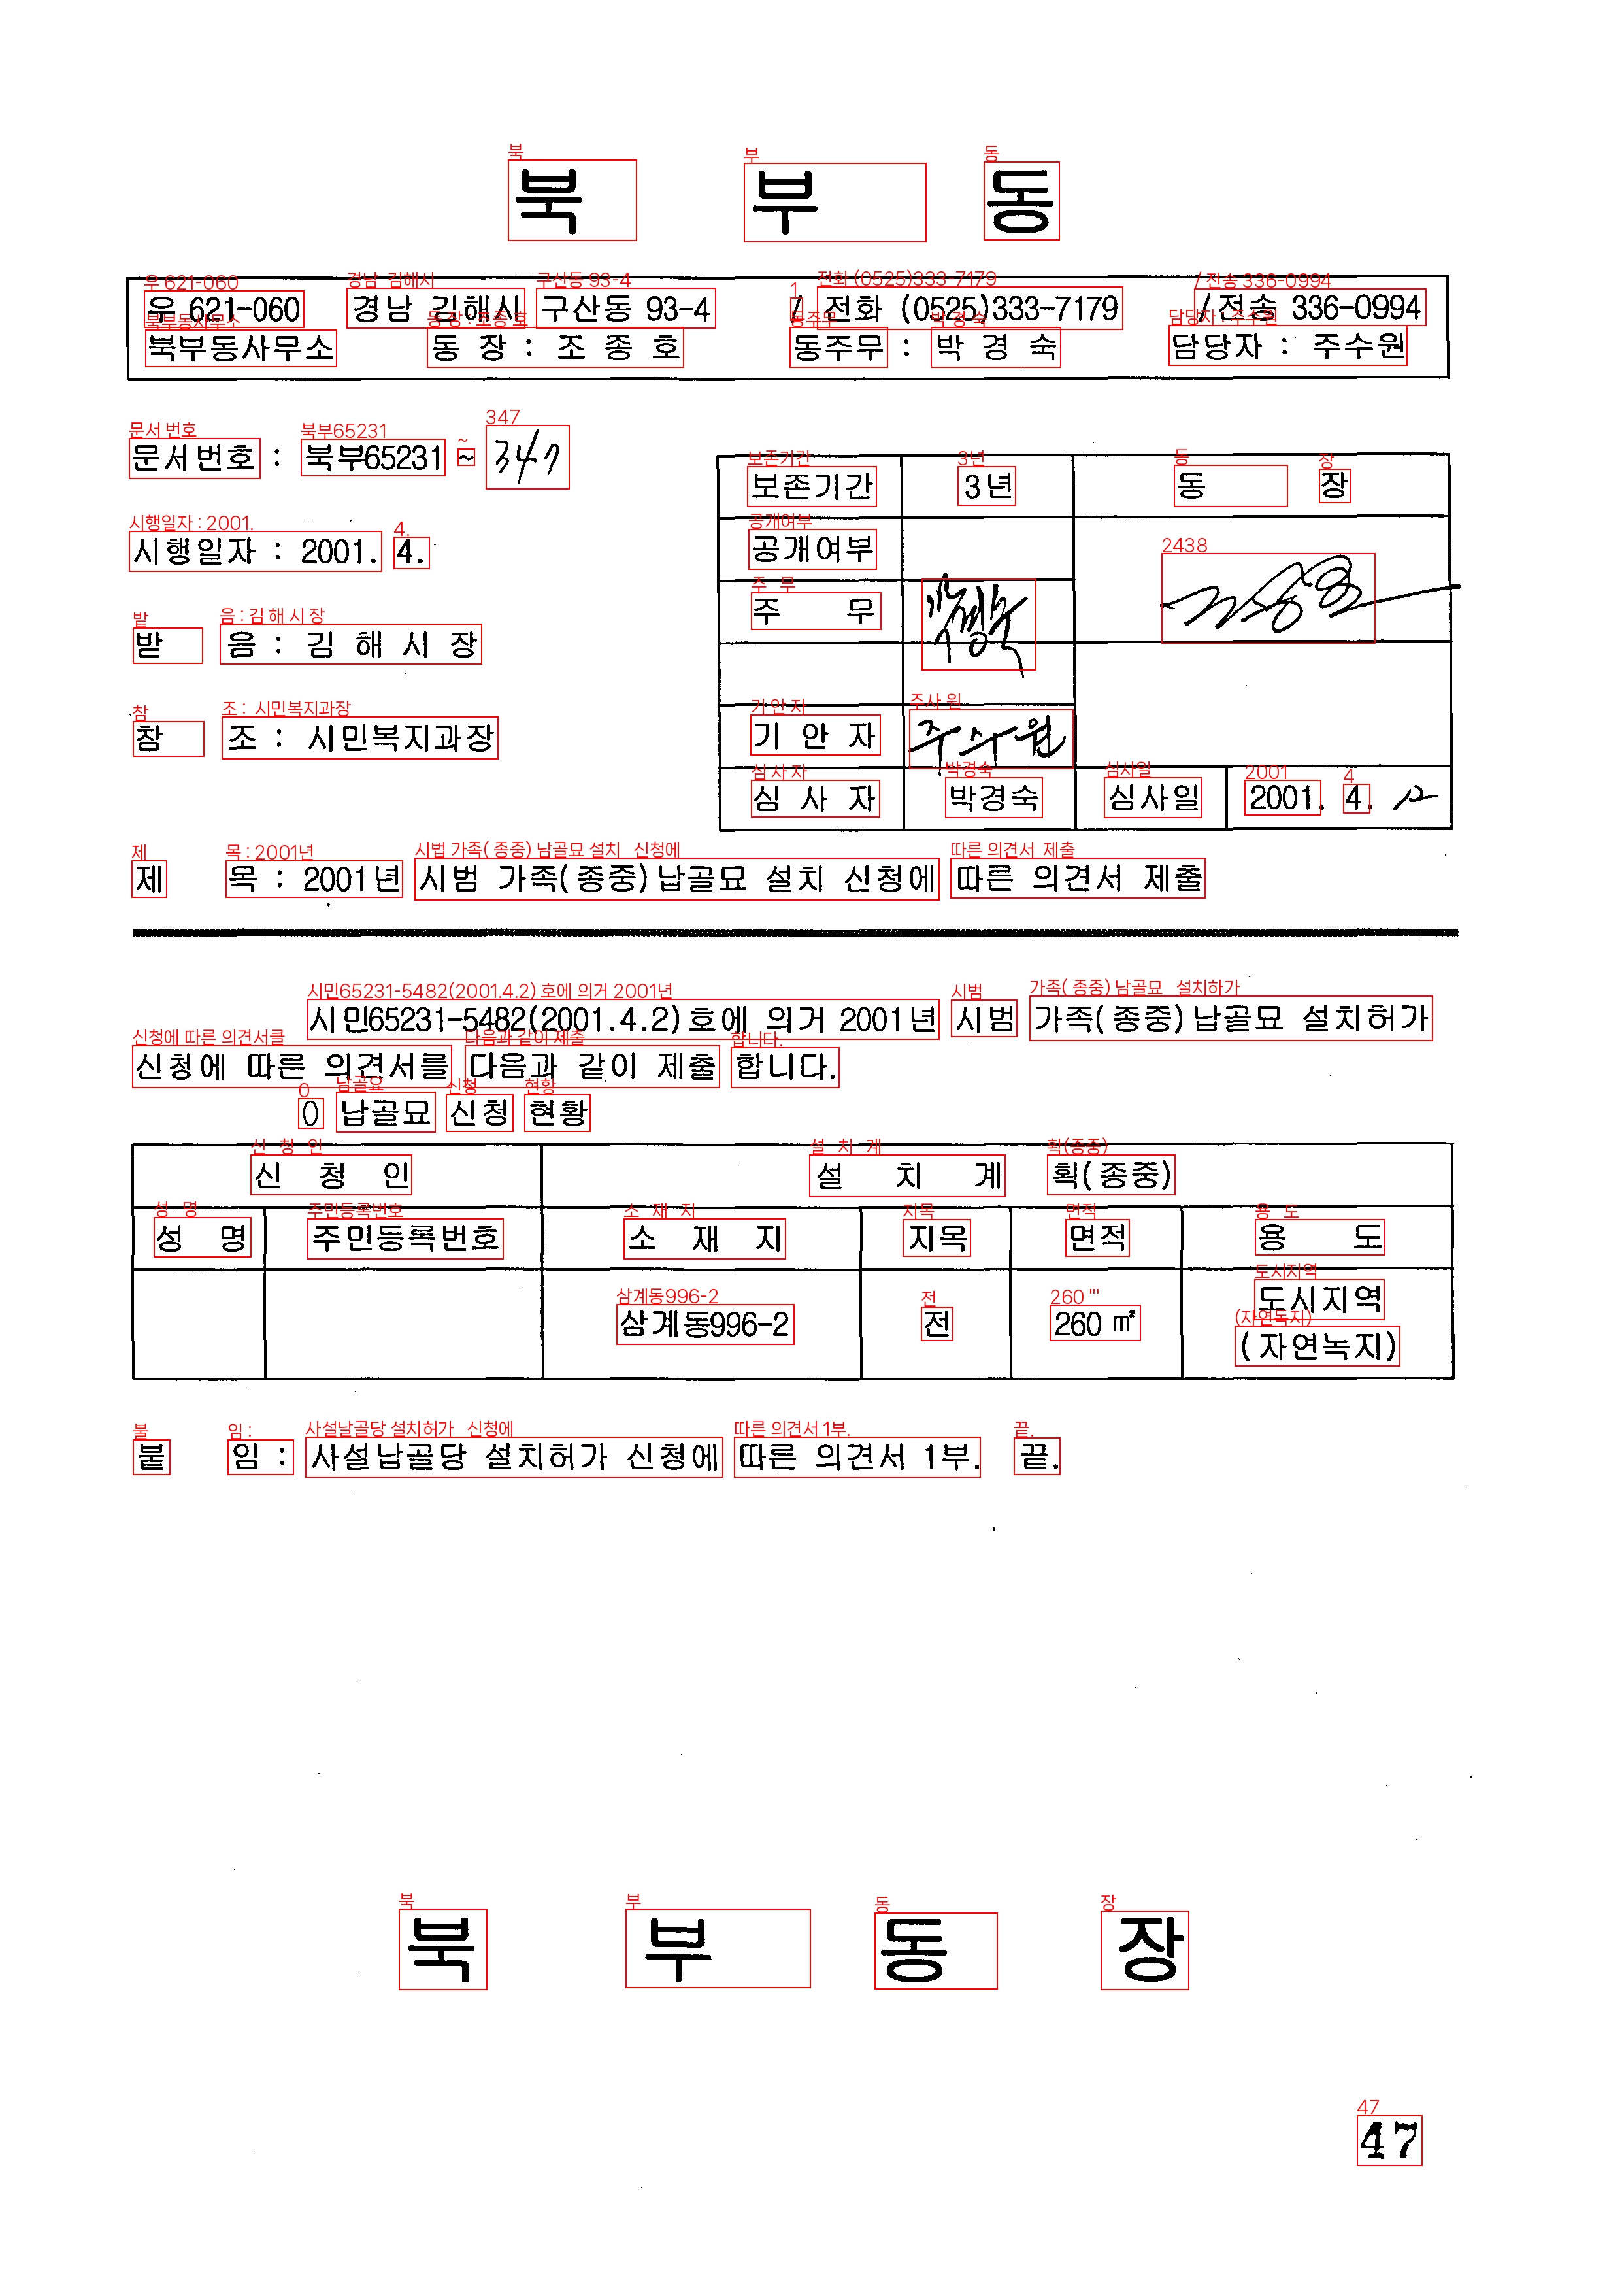 북 부 동
우 621-060 경남 김해시 구산동 93-4 / 전화 (0525)333-7179 / 전송 336-0994
북부동사무소 동 장 : 조 종 호 동주무 : 박 경 숙 담당자 : 주수원
문서번호 : 북부65231 ~ 347
시행일자 : 2001. 4.
받 음 : 김 해 시 장
참 조 : 시민복지과장
보존기간 3년 동 장
공개여부
주 무
기 안 자 주수원
심 사 자 박경숙 심사일 2001. 4. 12
제 목 : 2001년 시범 가족(종중)납골묘 설치 신청에 따른 의견서 제출
시민65231-5482(2001.4.2)호에 의거 2001년 시범 가족(종중)납골묘 설치허가
신청에 따른 의견서를 다음과 같이 제출 합니다.
0 납골묘 신청 현황
신 청 인 설 치 계 획(종중)
성 명 주민등록번호 소 재 지 지목 면적 용 도
삼계동996-2 전 260 ㎡ 도시지역
(자연녹지)
붙 임 : 사설납골당 설치허가 신청에 따른 의견서 1부. 끝.
북 부 동 장
47